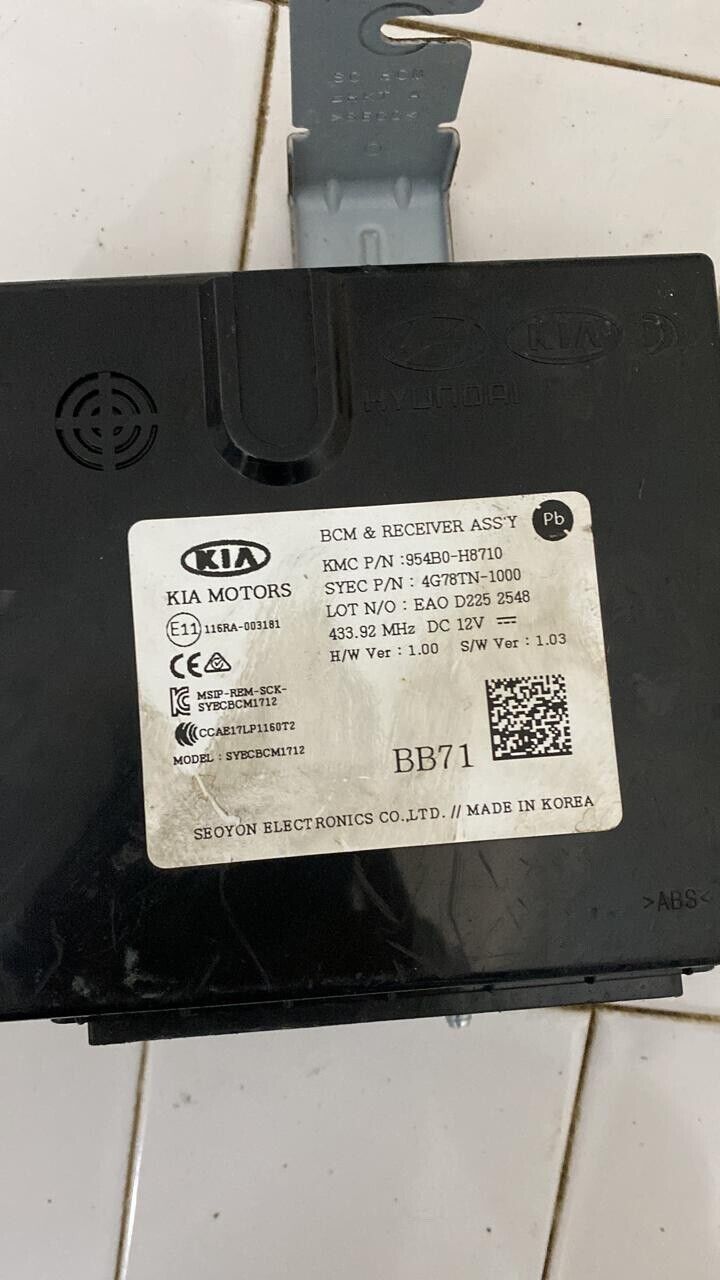 HYUNDAI
KIA
KIA
KIA MOTORS
BCM & RECEIVER ASS'Y
Pb
KMC P/N :954B0-H8710
SYEC P/N : 4G78TN-1000
LOT N/O : EAO D225 2548
433.92 MHz DC 12V
H/W Ver : 1.00 S/W Ver : 1.03
E11 116RA-003181
CE
MSIP-REM-SCK-
SYECBCM1712
CCAE17LP1160T2
MODEL : SYECBCM1712
BB71
SEOYON ELECTRONICS CO.,LTD. // MADE IN KOREA
>ABS<